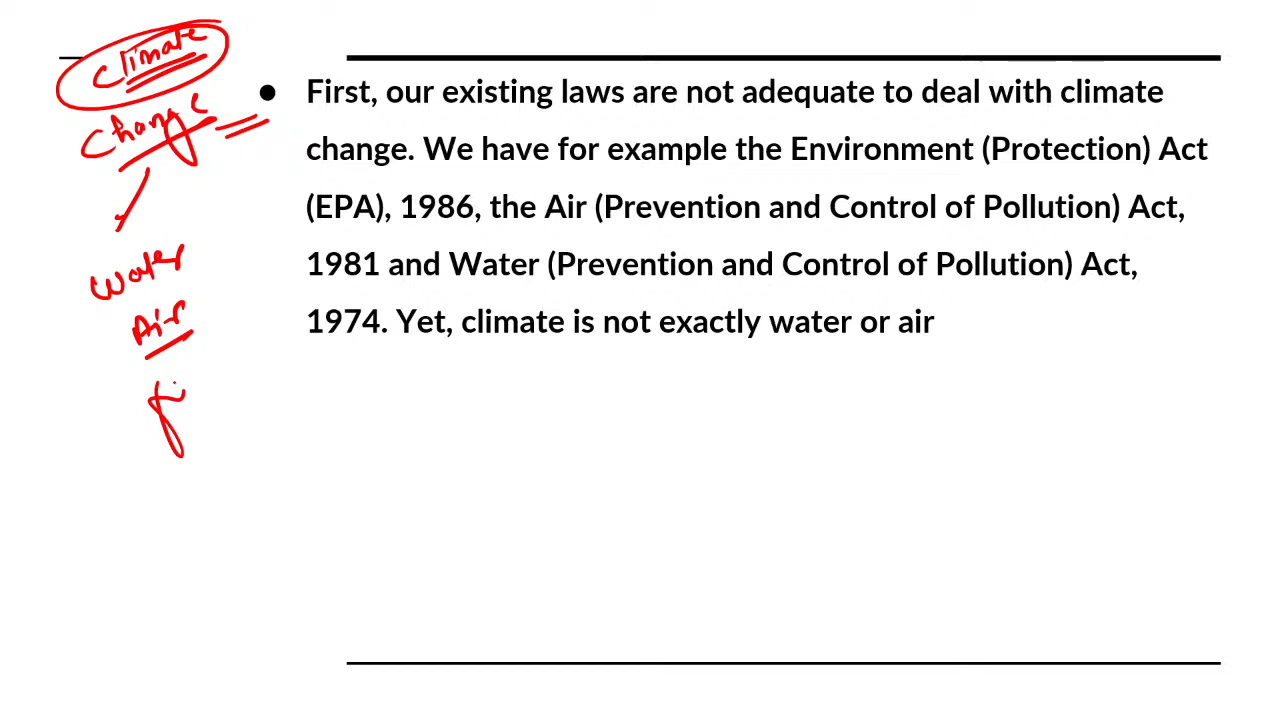 Climate
Change
Water
Air
● First, our existing laws are not adequate to deal with climate
change. We have for example the Environment (Protection) Act
(EPA), 1986, the Air (Prevention and Control of Pollution) Act,
1981 and Water (Prevention and Control of Pollution) Act,
1974. Yet, climate is not exactly water or air